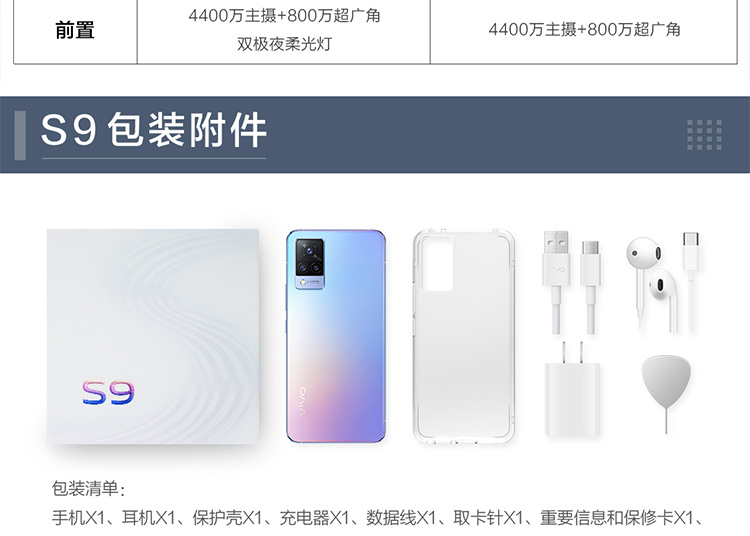 前置
4400万主摄+800万超广角
双极夜柔光灯
4400万主摄+800万超广角
S9包装附件
S9
vivo
vivo
包装清单:
手机X1、耳机X1、保护壳X1、充电器X1、数据线X1、取卡针X1、重要信息和保修卡X1、